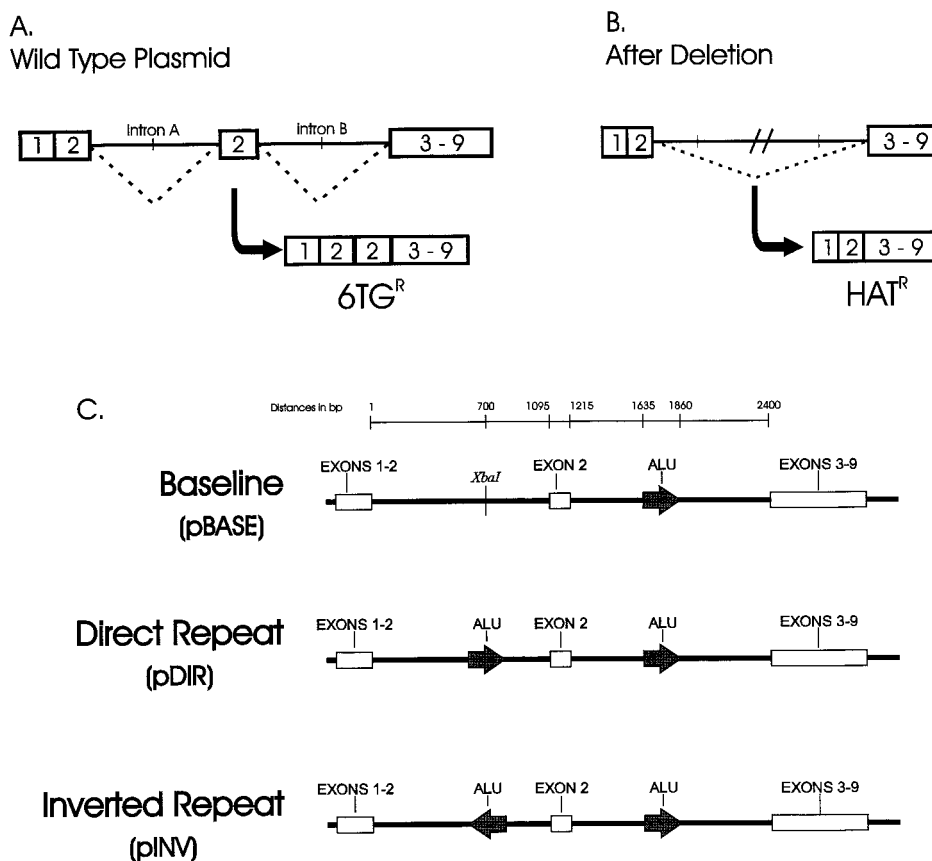 A.
Wild Type Plasmid
1 2 Intron A 2 Intron B 3 - 9
1 2 2 3 - 9
6TG^R
B.
After Deletion
1 2 // 3 - 9
1 2 3 - 9
HAT^R
C.
Distances in bp 1 700 1095 1215 1635 1860 2400
Baseline
(pBASE)
EXONS 1-2 XbaI EXON 2 ALU EXONS 3-9
Direct Repeat
(pDIR)
EXONS 1-2 ALU EXON 2 ALU EXONS 3-9
Inverted Repeat
(pINV)
EXONS 1-2 ALU EXON 2 ALU EXONS 3-9